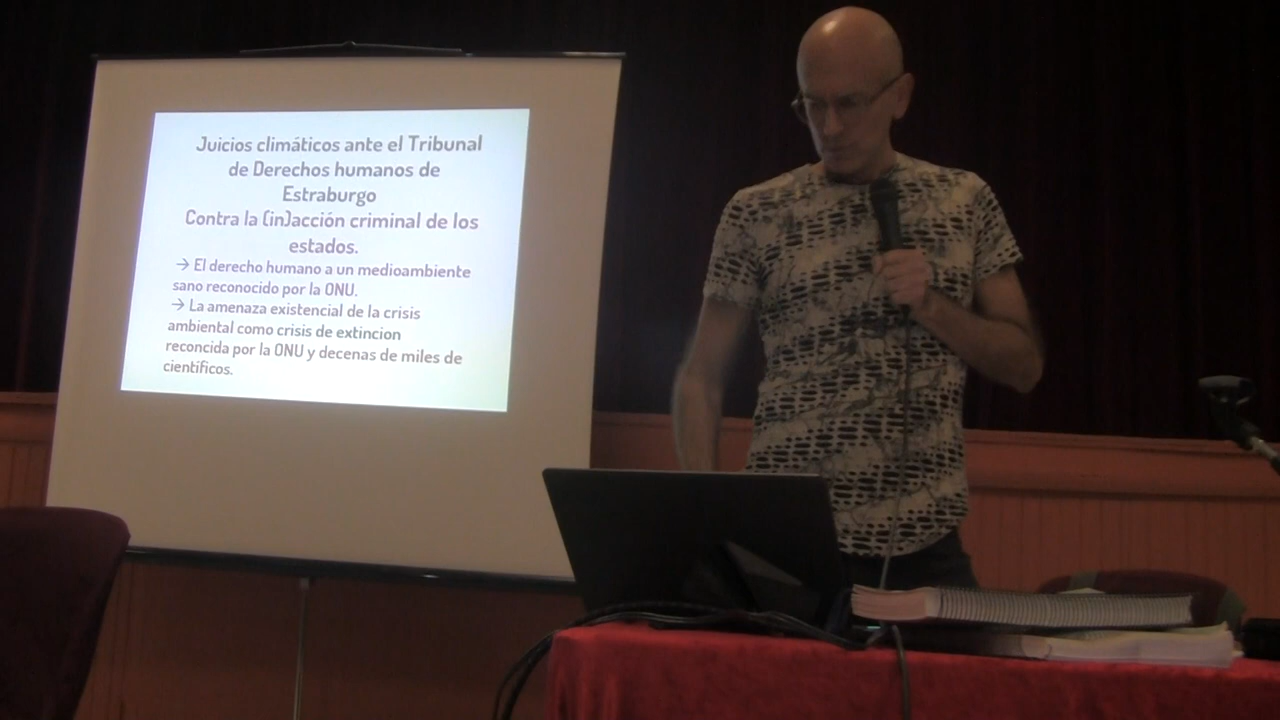 Juicios climáticos ante el Tribunal
de Derechos humanos de
Estraburgo
Contra la (in)acción criminal de los
estados.
→ El derecho humano a un medioambiente
sano reconocido por la ONU.
→ La amenaza existencial de la crisis
ambiental como crisis de extincion
reconcida por la ONU y decenas de miles de
científicos.